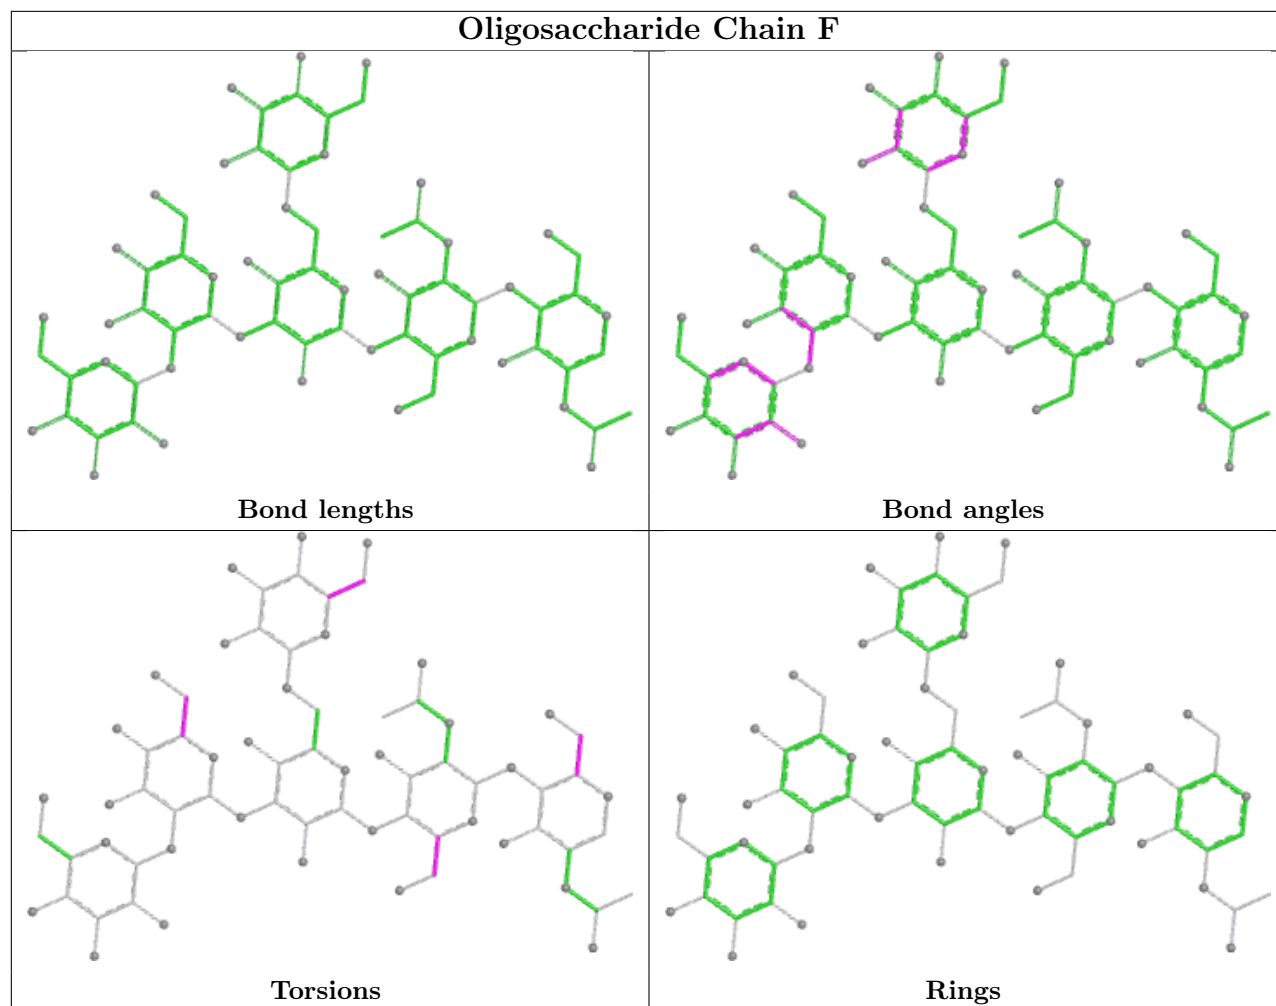 Oligosaccharide Chain F
Bond lengths
Bond angles
Torsions
Rings